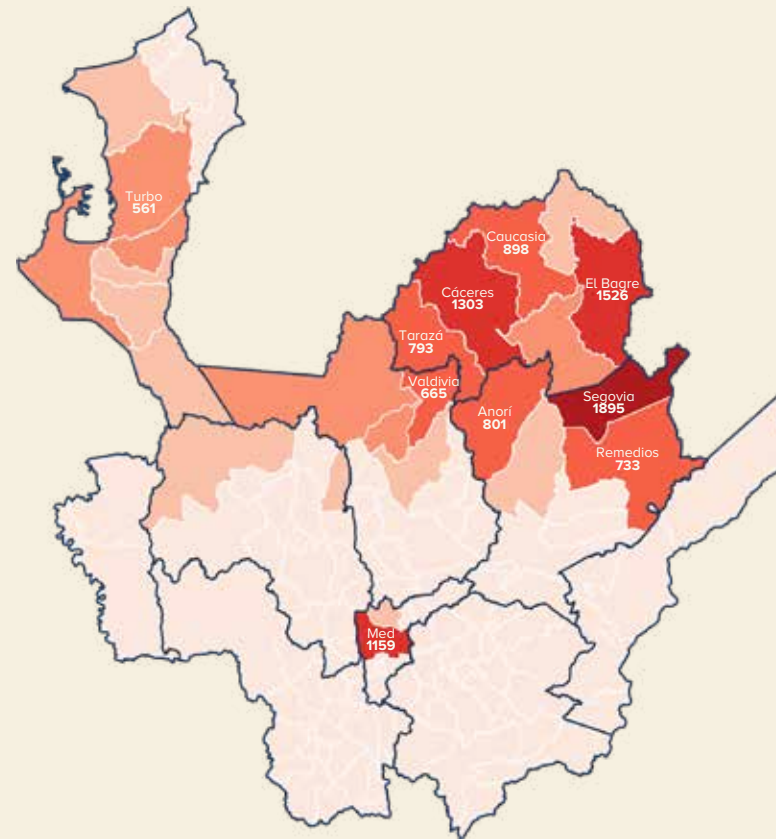 Turbo
561
Caucasia
898
El Bagre
1526
Cáceres
1303
Tarazá
793
Valdivia
665
Anorí
801
Segovia
1895
Remedios
733
Med
1159